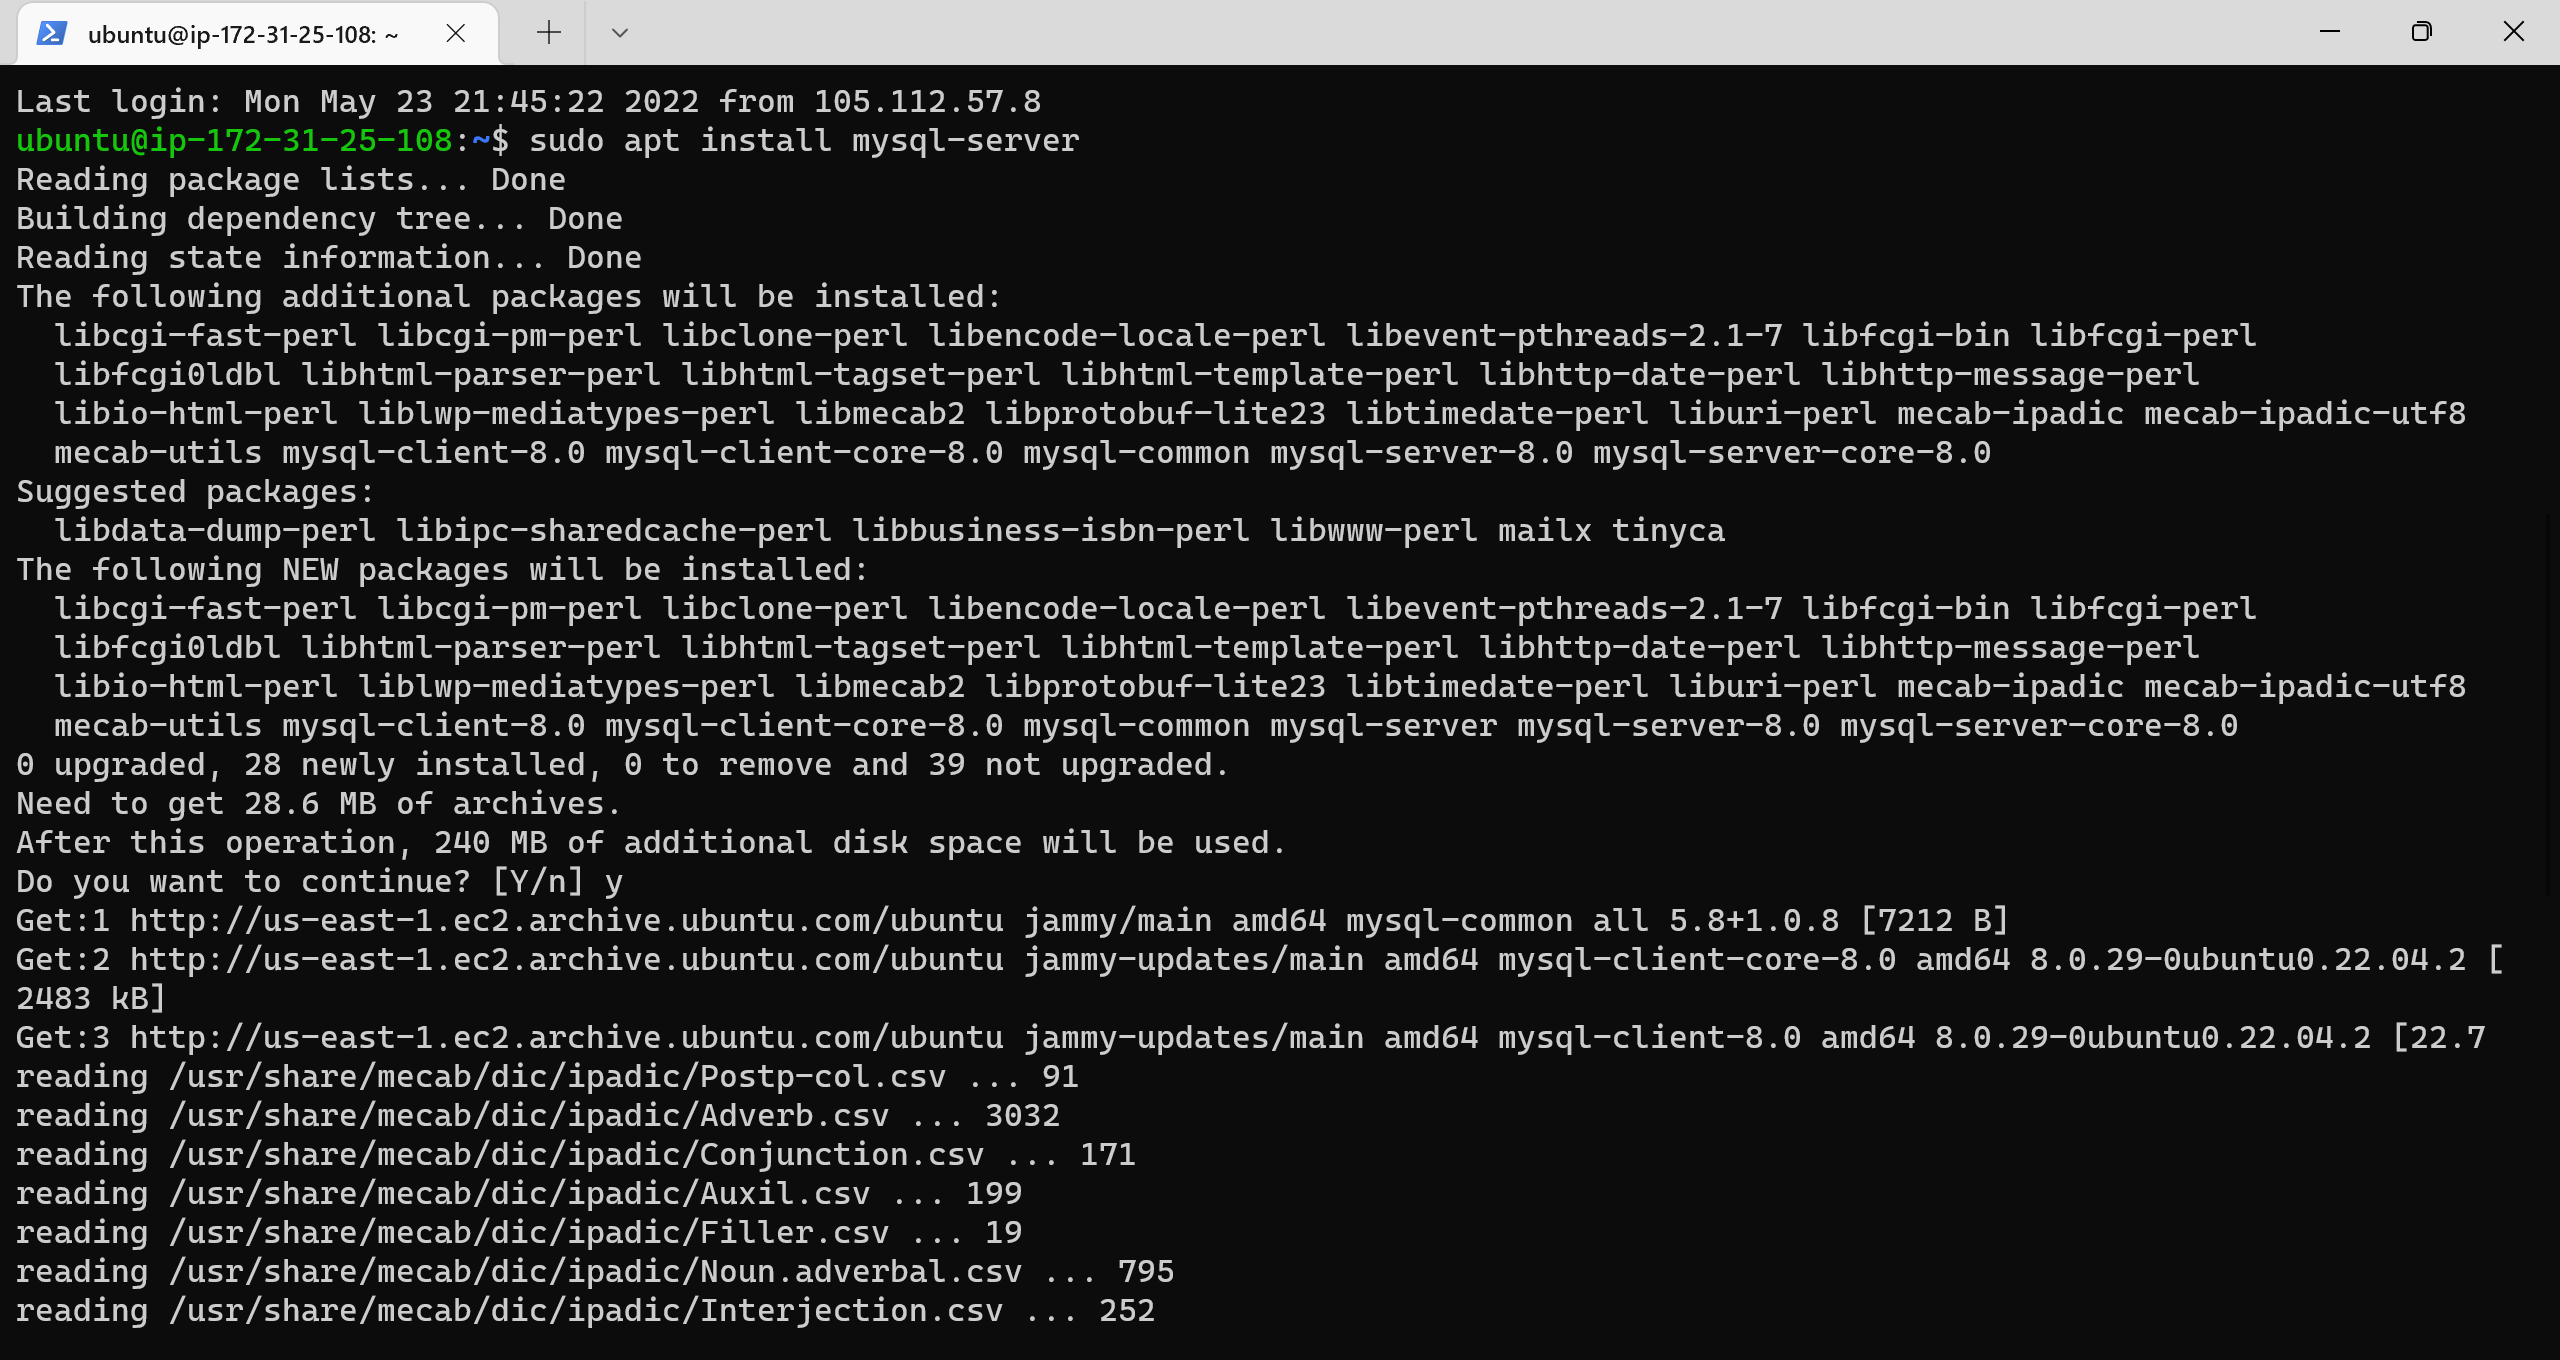 ubuntu@ip-172-31-25-108: ~
Last login: Mon May 23 21:45:22 2022 from 105.112.57.8
ubuntu@ip-172-31-25-108:~$ sudo apt install mysql-server
Reading package lists... Done
Building dependency tree... Done
Reading state information... Done
The following additional packages will be installed:
  libcgi-fast-perl libcgi-pm-perl libclone-perl libencode-locale-perl libevent-pthreads-2.1-7 libfcgi-bin libfcgi-perl
  libfcgi0ldbl libhtml-parser-perl libhtml-tagset-perl libhtml-template-perl libhttp-date-perl libhttp-message-perl
  libio-html-perl liblwp-mediatypes-perl libmecab2 libprotobuf-lite23 libtimedate-perl liburi-perl mecab-ipadic mecab-ipadic-utf8
  mecab-utils mysql-client-8.0 mysql-client-core-8.0 mysql-common mysql-server-8.0 mysql-server-core-8.0
Suggested packages:
  libdata-dump-perl libipc-sharedcache-perl libbusiness-isbn-perl libwww-perl mailx tinyca
The following NEW packages will be installed:
  libcgi-fast-perl libcgi-pm-perl libclone-perl libencode-locale-perl libevent-pthreads-2.1-7 libfcgi-bin libfcgi-perl
  libfcgi0ldbl libhtml-parser-perl libhtml-tagset-perl libhtml-template-perl libhttp-date-perl libhttp-message-perl
  libio-html-perl liblwp-mediatypes-perl libmecab2 libprotobuf-lite23 libtimedate-perl liburi-perl mecab-ipadic mecab-ipadic-utf8
  mecab-utils mysql-client-8.0 mysql-client-core-8.0 mysql-common mysql-server mysql-server-8.0 mysql-server-core-8.0
0 upgraded, 28 newly installed, 0 to remove and 39 not upgraded.
Need to get 28.6 MB of archives.
After this operation, 240 MB of additional disk space will be used.
Do you want to continue? [Y/n] y
Get:1 http://us-east-1.ec2.archive.ubuntu.com/ubuntu jammy/main amd64 mysql-common all 5.8+1.0.8 [7212 B]
Get:2 http://us-east-1.ec2.archive.ubuntu.com/ubuntu jammy-updates/main amd64 mysql-client-core-8.0 amd64 8.0.29-0ubuntu0.22.04.2 [
2483 kB]
Get:3 http://us-east-1.ec2.archive.ubuntu.com/ubuntu jammy-updates/main amd64 mysql-client-8.0 amd64 8.0.29-0ubuntu0.22.04.2 [22.7
reading /usr/share/mecab/dic/ipadic/Postp-col.csv ... 91
reading /usr/share/mecab/dic/ipadic/Adverb.csv ... 3032
reading /usr/share/mecab/dic/ipadic/Conjunction.csv ... 171
reading /usr/share/mecab/dic/ipadic/Auxil.csv ... 199
reading /usr/share/mecab/dic/ipadic/Filler.csv ... 19
reading /usr/share/mecab/dic/ipadic/Noun.adverbal.csv ... 795
reading /usr/share/mecab/dic/ipadic/Interjection.csv ... 252